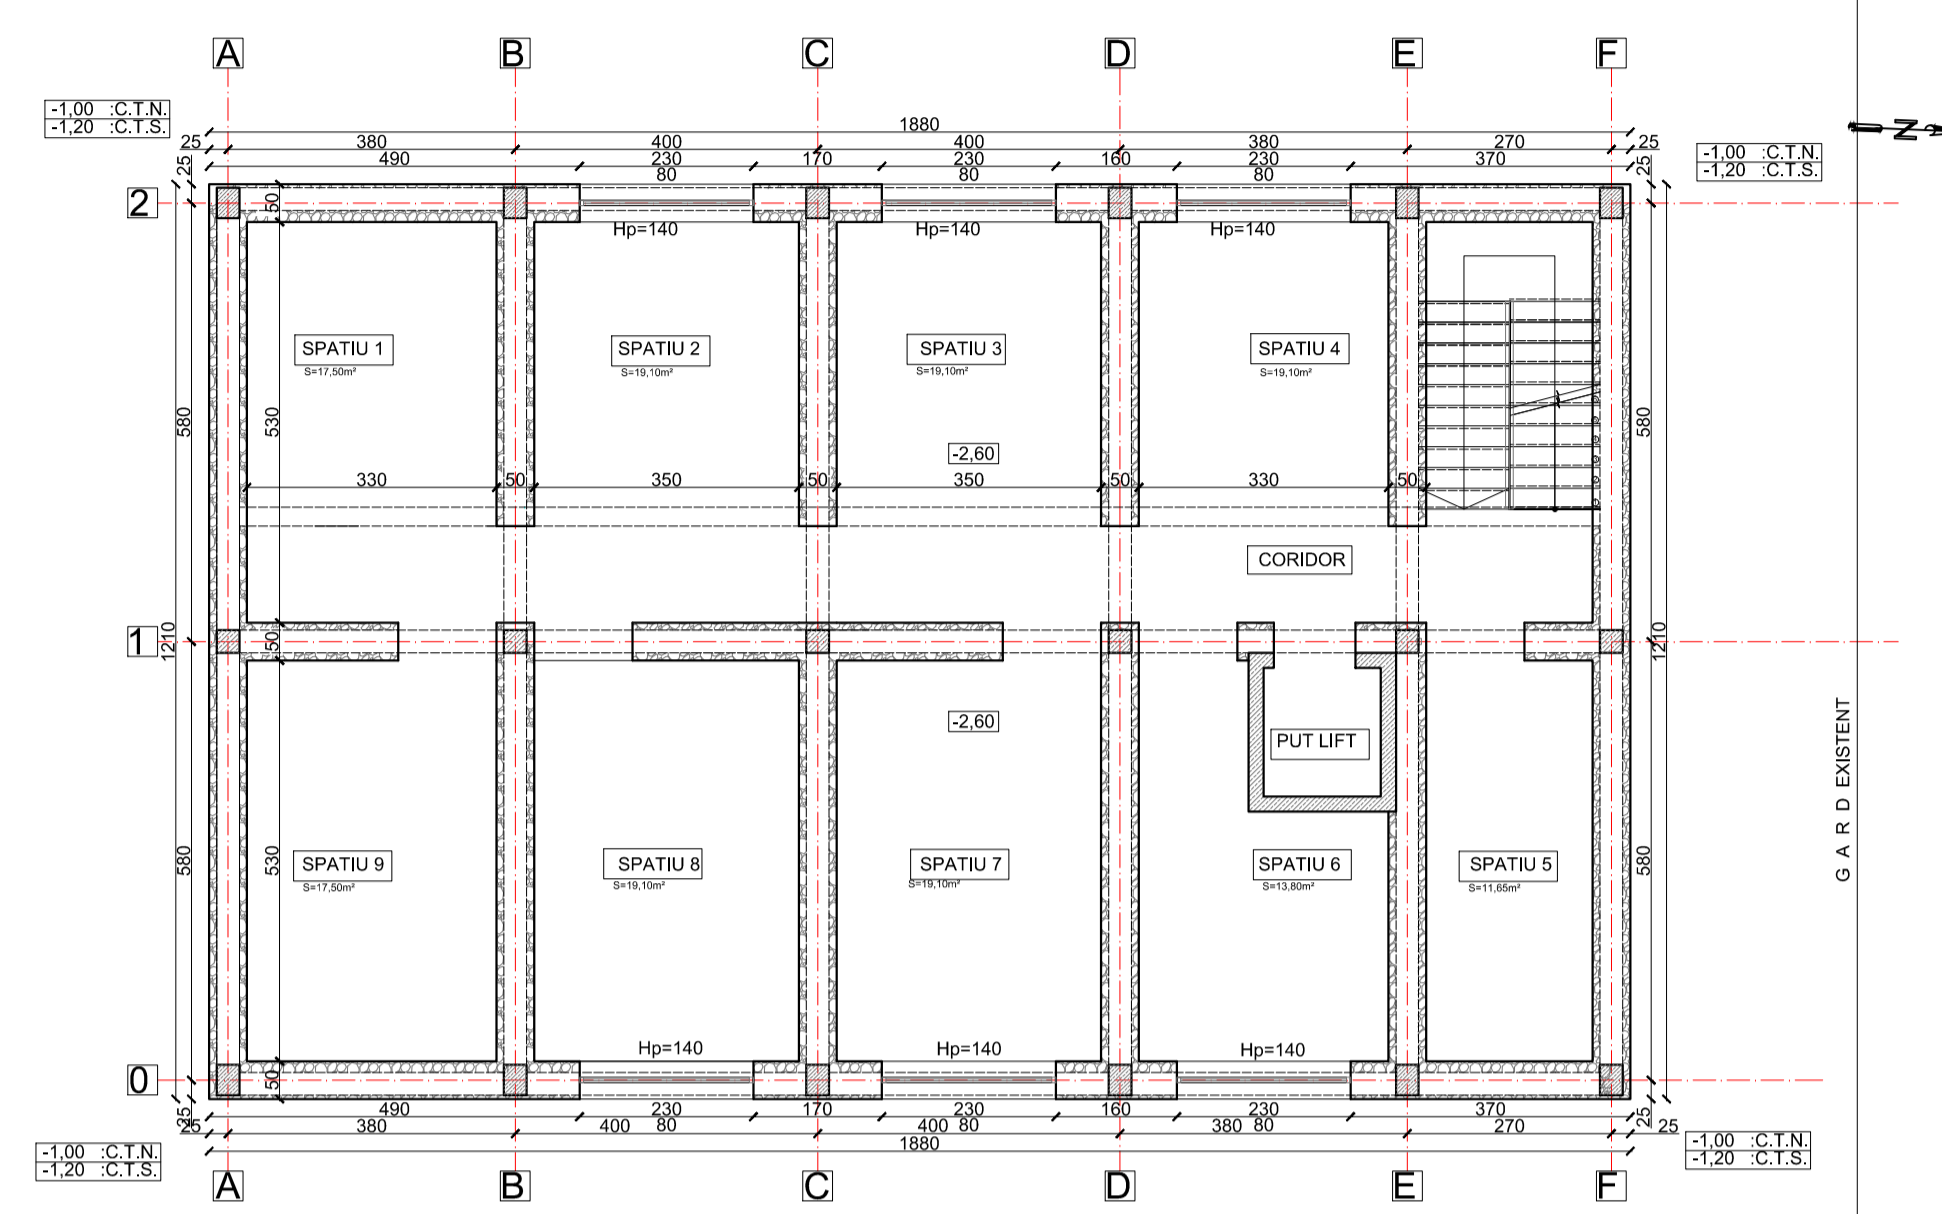 A B C D E F
-1,00 :C.T.N.
-1,20 :C.T.S.
1880
25 380 400 400 380 270 25
490 230 170 230 160 230 370
80 80 80
-1,00 :C.T.N.
-1,20 :C.T.S.
N
25 25
2
50
Hp=140 Hp=140 Hp=140
SPATIU 1 SPATIU 2 SPATIU 3 SPATIU 4
S=17,50m² S=19,10m² S=19,10m² S=19,10m²
580 530 580
-2,60
330 50 350 50 350 50 330 50
CORIDOR
1
1210 50 1210
-2,60
PUT LIFT
GARD EXISTENT
580 530 580
SPATIU 9 SPATIU 8 SPATIU 7 SPATIU 6 SPATIU 5
S=17,50m² S=19,10m² S=19,10m² S=13,80m² S=11,65m²
Hp=140 Hp=140 Hp=140
0
50
25 25
490 230 170 230 160 230 370
25 380 400 80 400 80 380 80 270 25
1880
-1,00 :C.T.N.
-1,20 :C.T.S.
-1,00 :C.T.N.
-1,20 :C.T.S.
A B C D E F